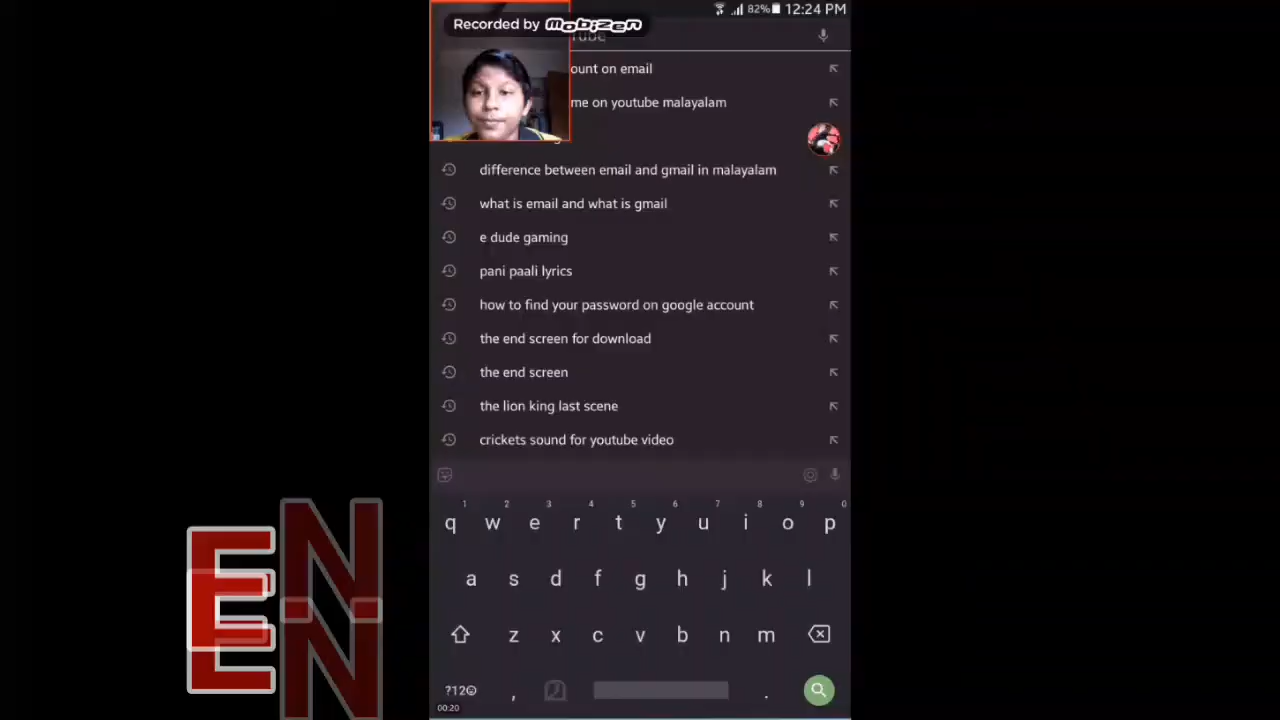 82% 12:24 PM
Recorded by Mobizen
Tube
ount on email
me on youtube malayalam
difference between email and gmail in malayalam
what is email and what is gmail
e dude gaming
pani paali lyrics
how to find your password on google account
the end screen for download
the end screen
the lion king last scene
crickets sound for youtube video
1 2 3 4 5 6 7 8 9 0
q w e r t y u i o p
a s d f g h j k l
z x c v b n m
?12 , .
00:20
E N
E N